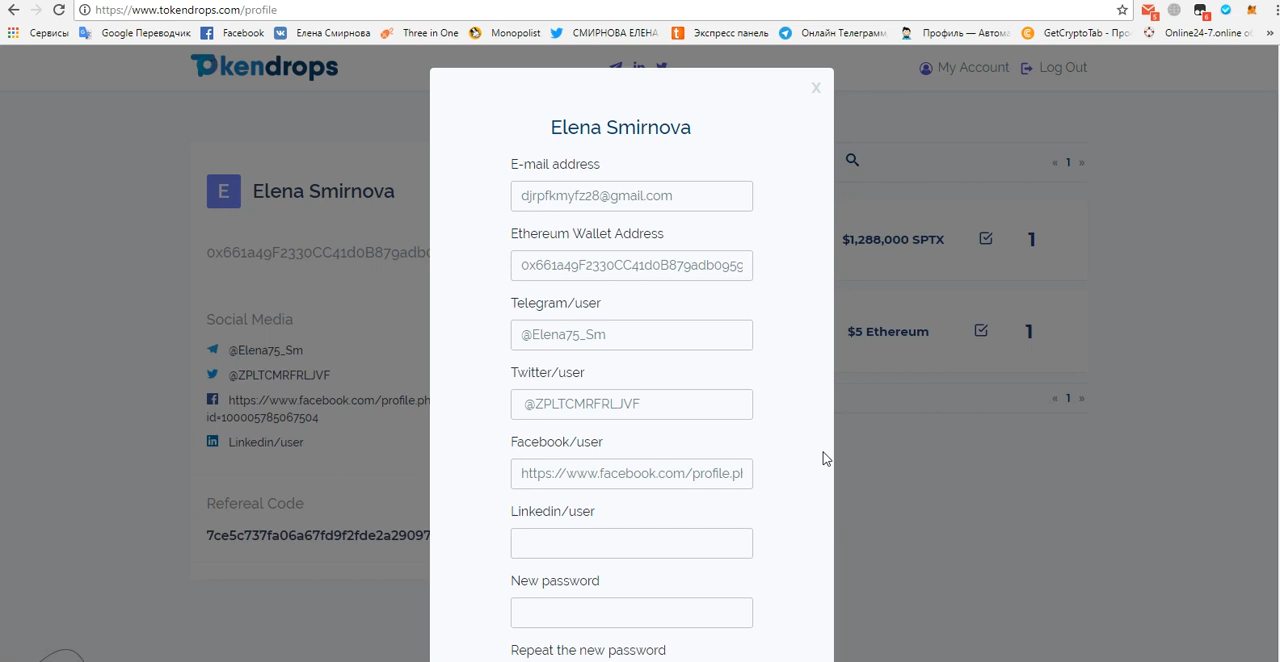 https://www.tokendrops.com/profile
5
6
Сервисы Google Переводчик Facebook Елена Смирнова Three in One Monopolist СМИРНОВА ЕЛЕНА Экспресс панель Онлайн Телеграмм Профиль — Автома GetCryptoTab - Про Online24-7.online о »
Tokendrops
My Account Log Out
X
Elena Smirnova
E-mail address
djrpfkmyfz28@gmail.com
Ethereum Wallet Address
0x661a49F2330CC41d0B879adb0959
Telegram/user
@Elena75_Sm
Twitter/user
@ZPLTCMRFRLJVF
Facebook/user
https://www.facebook.com/profile.pl
Linkedin/user
New password
Repeat the new password
E Elena Smirnova
0x661a49F2330CC41d0B879adb0
Social Media
@Elena75_Sm
@ZPLTCMRFRLJVF
https://www.facebook.com/profile.ph
id=100005785067504
Linkedin/user
Refereal Code
7ce5c737fa06a67fd9f2fde2a29097
« 1 »
$1,288,000 SPTX 1
$5 Ethereum 1
« 1 »